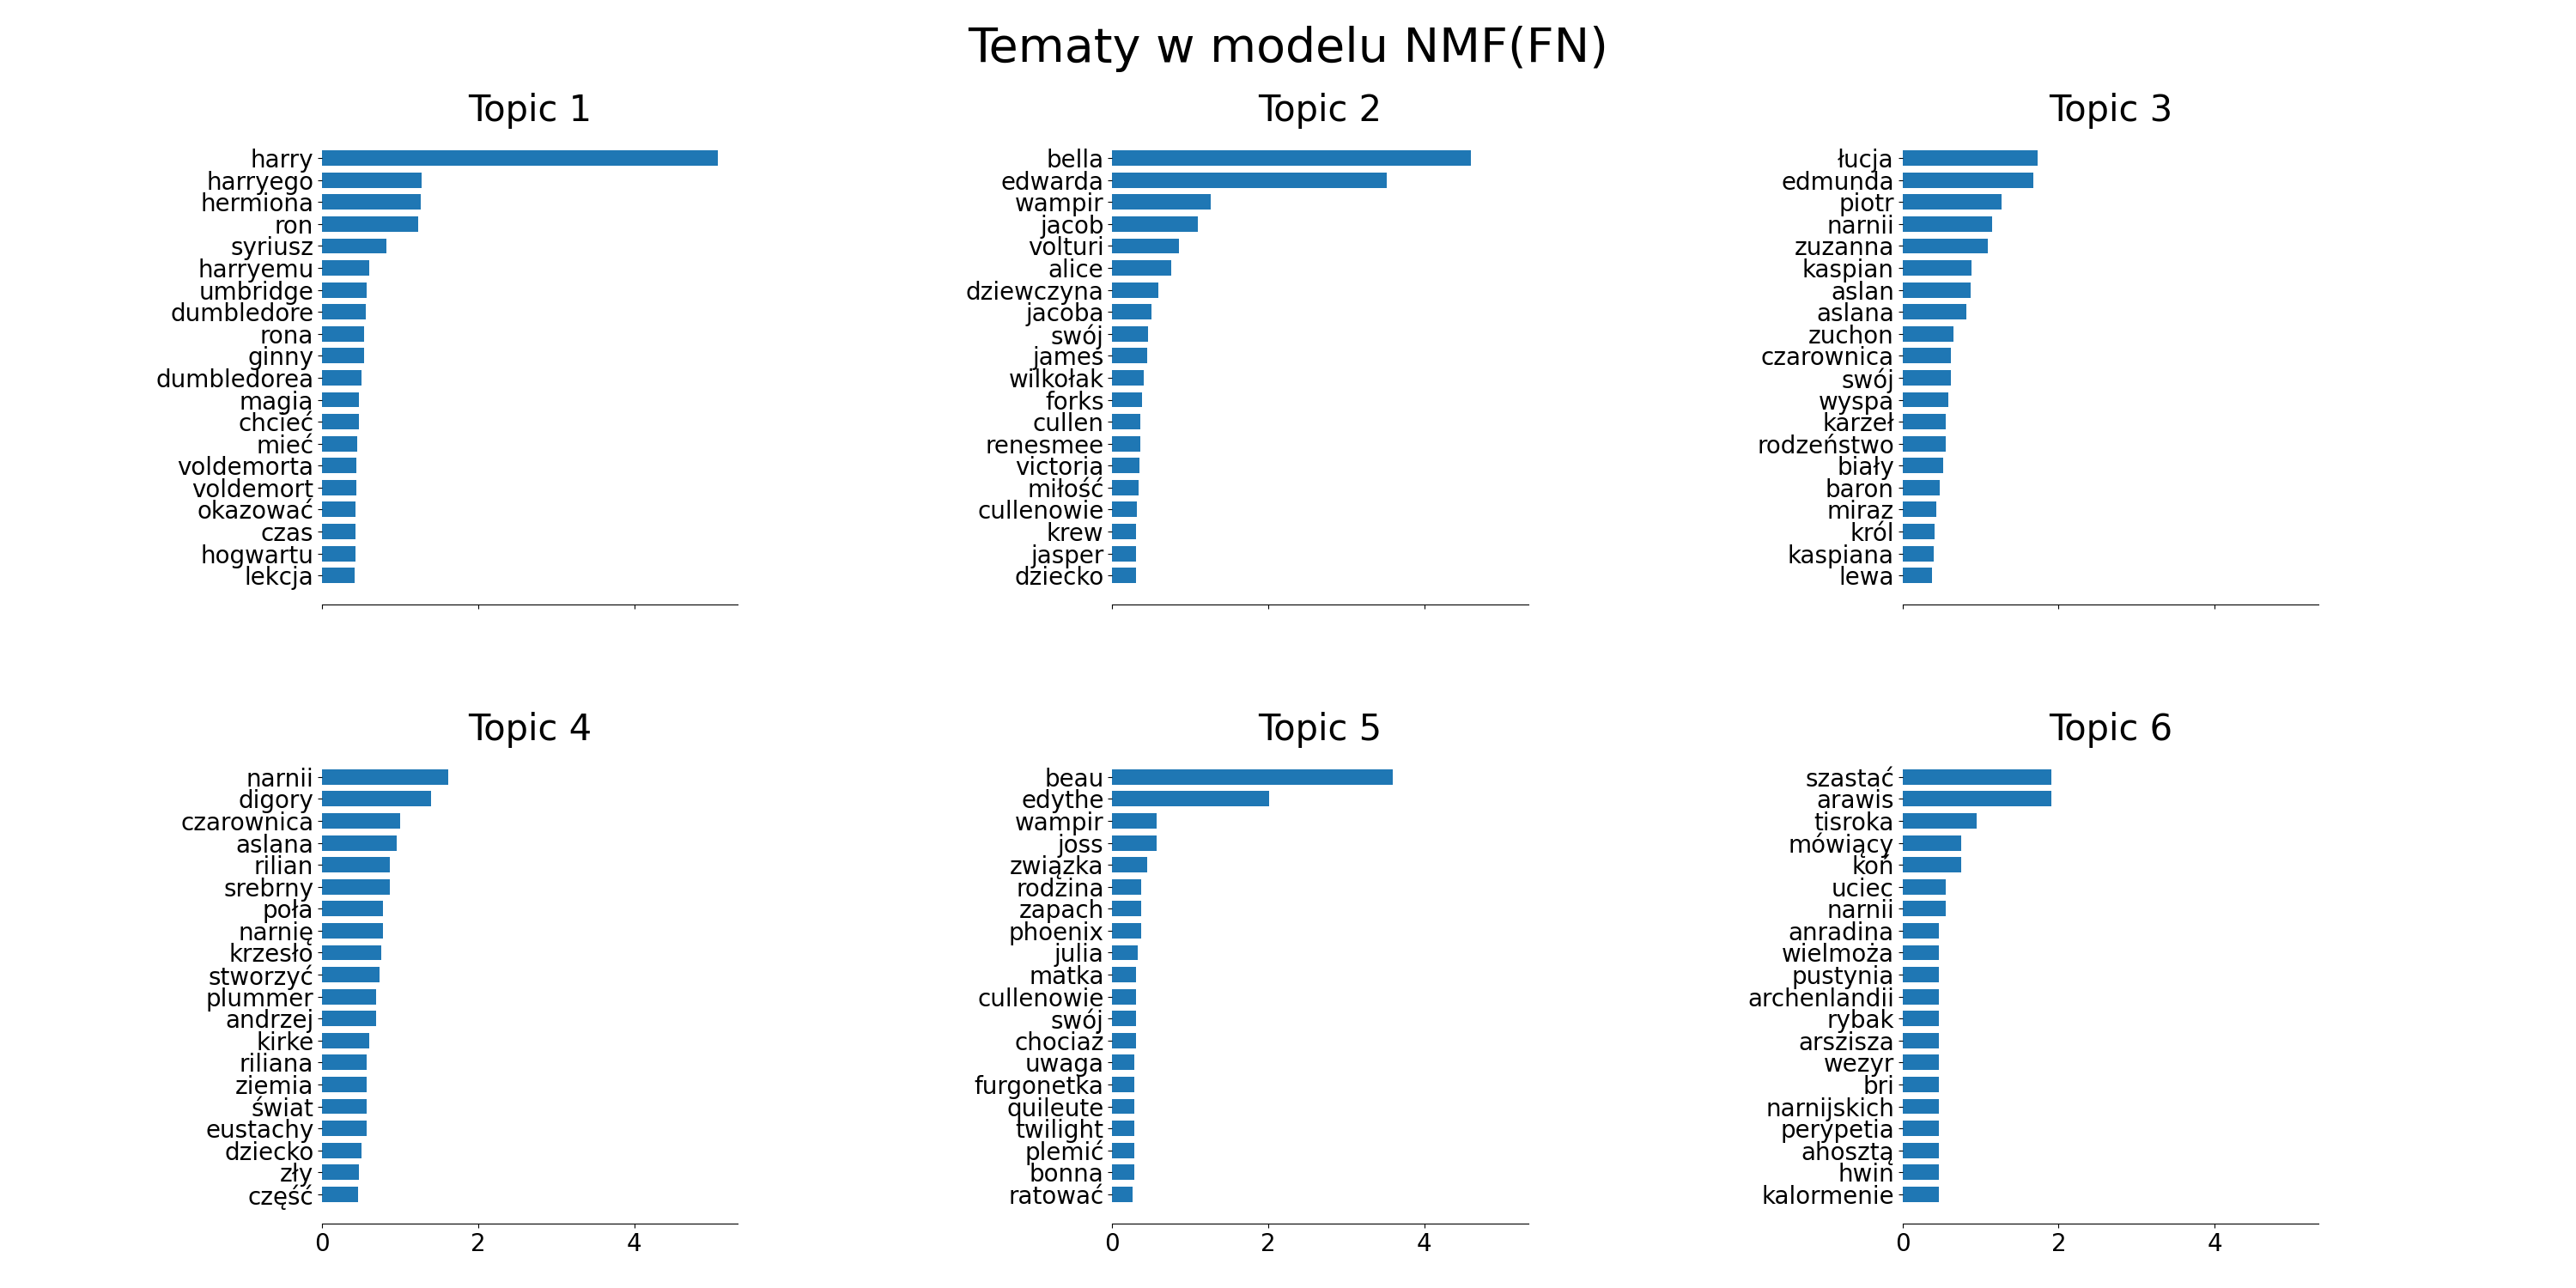 Tematy w modelu NMF(FN)
Topic 1
harry
harryego
hermiona
ron
syriusz
harryemu
umbridge
dumbledore
rona
ginny
dumbledorea
magia
chcieć
mieć
voldemorta
voldemort
okazować
czas
hogwartu
lekcja
Topic 2
bella
edwarda
wampir
jacob
volturi
alice
dziewczyna
jacoba
swój
james
wilkołak
forks
cullen
renesmee
victoria
miłość
cullenowie
krew
jasper
dziecko
Topic 3
łucja
edmunda
piotr
narnii
zuzanna
kaspian
aslan
aslana
zuchon
czarownica
swój
wyspa
karzeł
rodzeństwo
biały
baron
miraz
król
kaspiana
lewa
Topic 4
narnii
digory
czarownica
aslana
rilian
srebrny
poła
narnię
krzesło
stworzyć
plummer
andrzej
kirke
riliana
ziemia
świat
eustachy
dziecko
zły
część
0 2 4
Topic 5
beau
edythe
wampir
joss
związka
rodzina
zapach
phoenix
julia
matka
cullenowie
swój
chociaz
uwaga
furgonetka
quileute
twilight
plemić
bonna
ratować
0 2 4
Topic 6
szastać
arawis
tisroka
mówiący
koń
uciec
narnii
anradina
wielmoża
pustynia
archenlandii
rybak
arszisza
wezyr
bri
narnijskich
perypetia
ahosztą
hwin
kalormenie
0 2 4